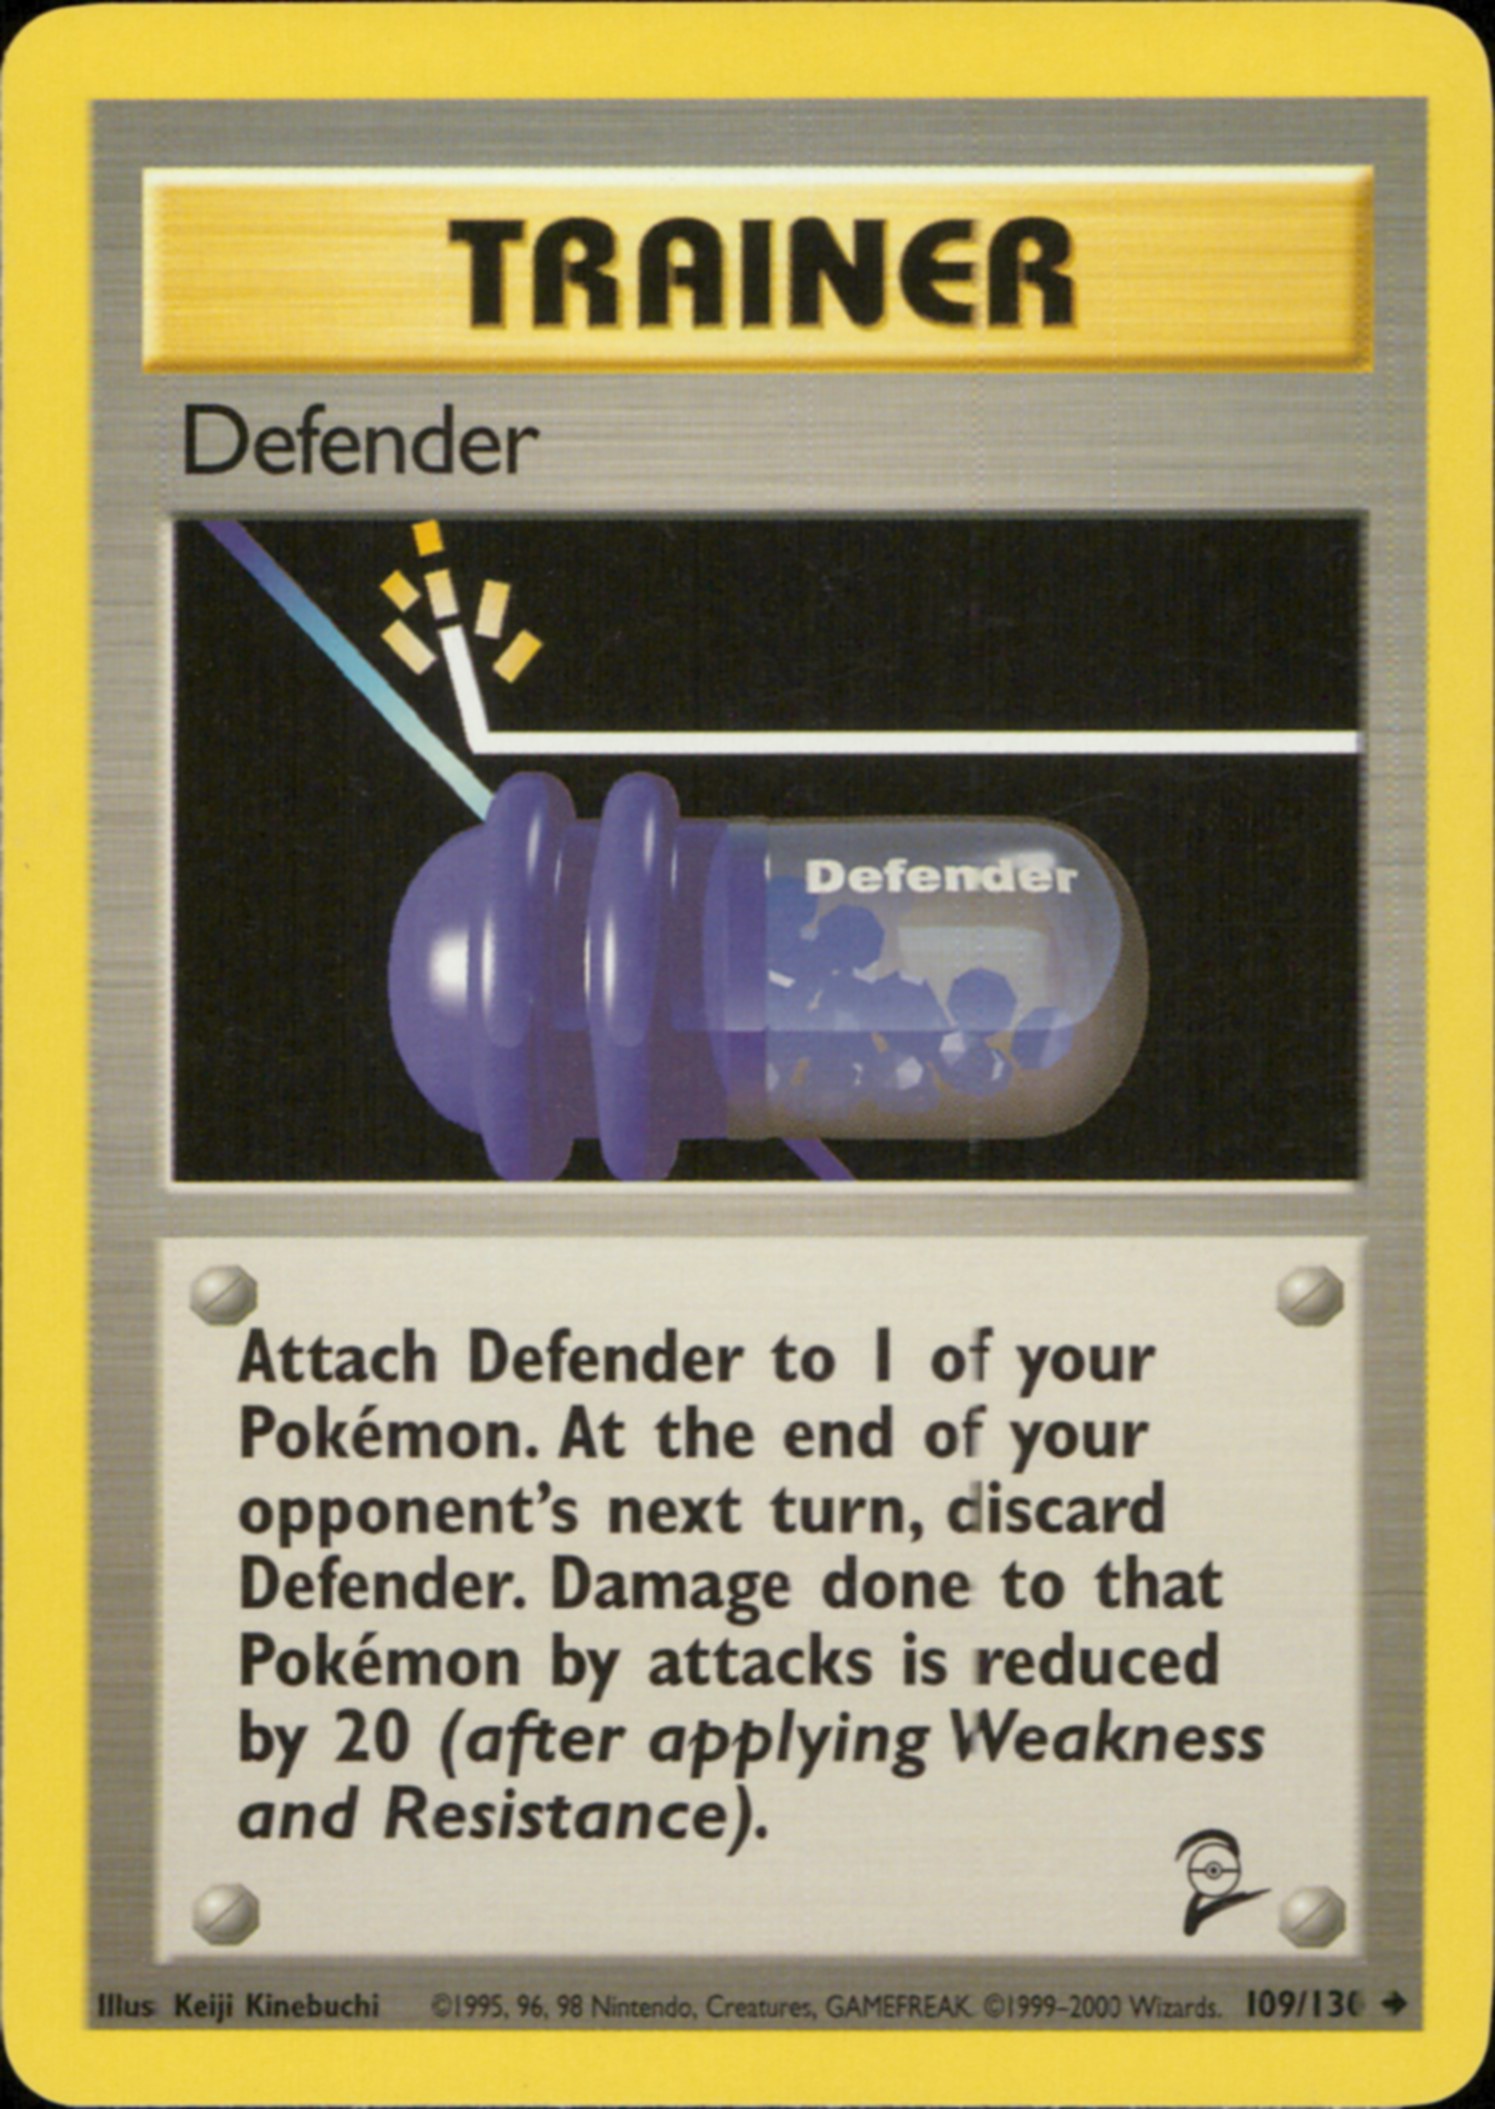 TRAINER
Defender
Defender
Attach Defender to 1 of your
Pokémon. At the end of your
opponent's next turn, discard
Defender. Damage done to that
Pokémon by attacks is reduced
by 20 (after applying Weakness
and Resistance).
Illus Keiji Kinebuchi ©1995, 96, 98 Nintendo, Creatures, GAMEFREAK. ©1999–2000 Wizards. 109/130